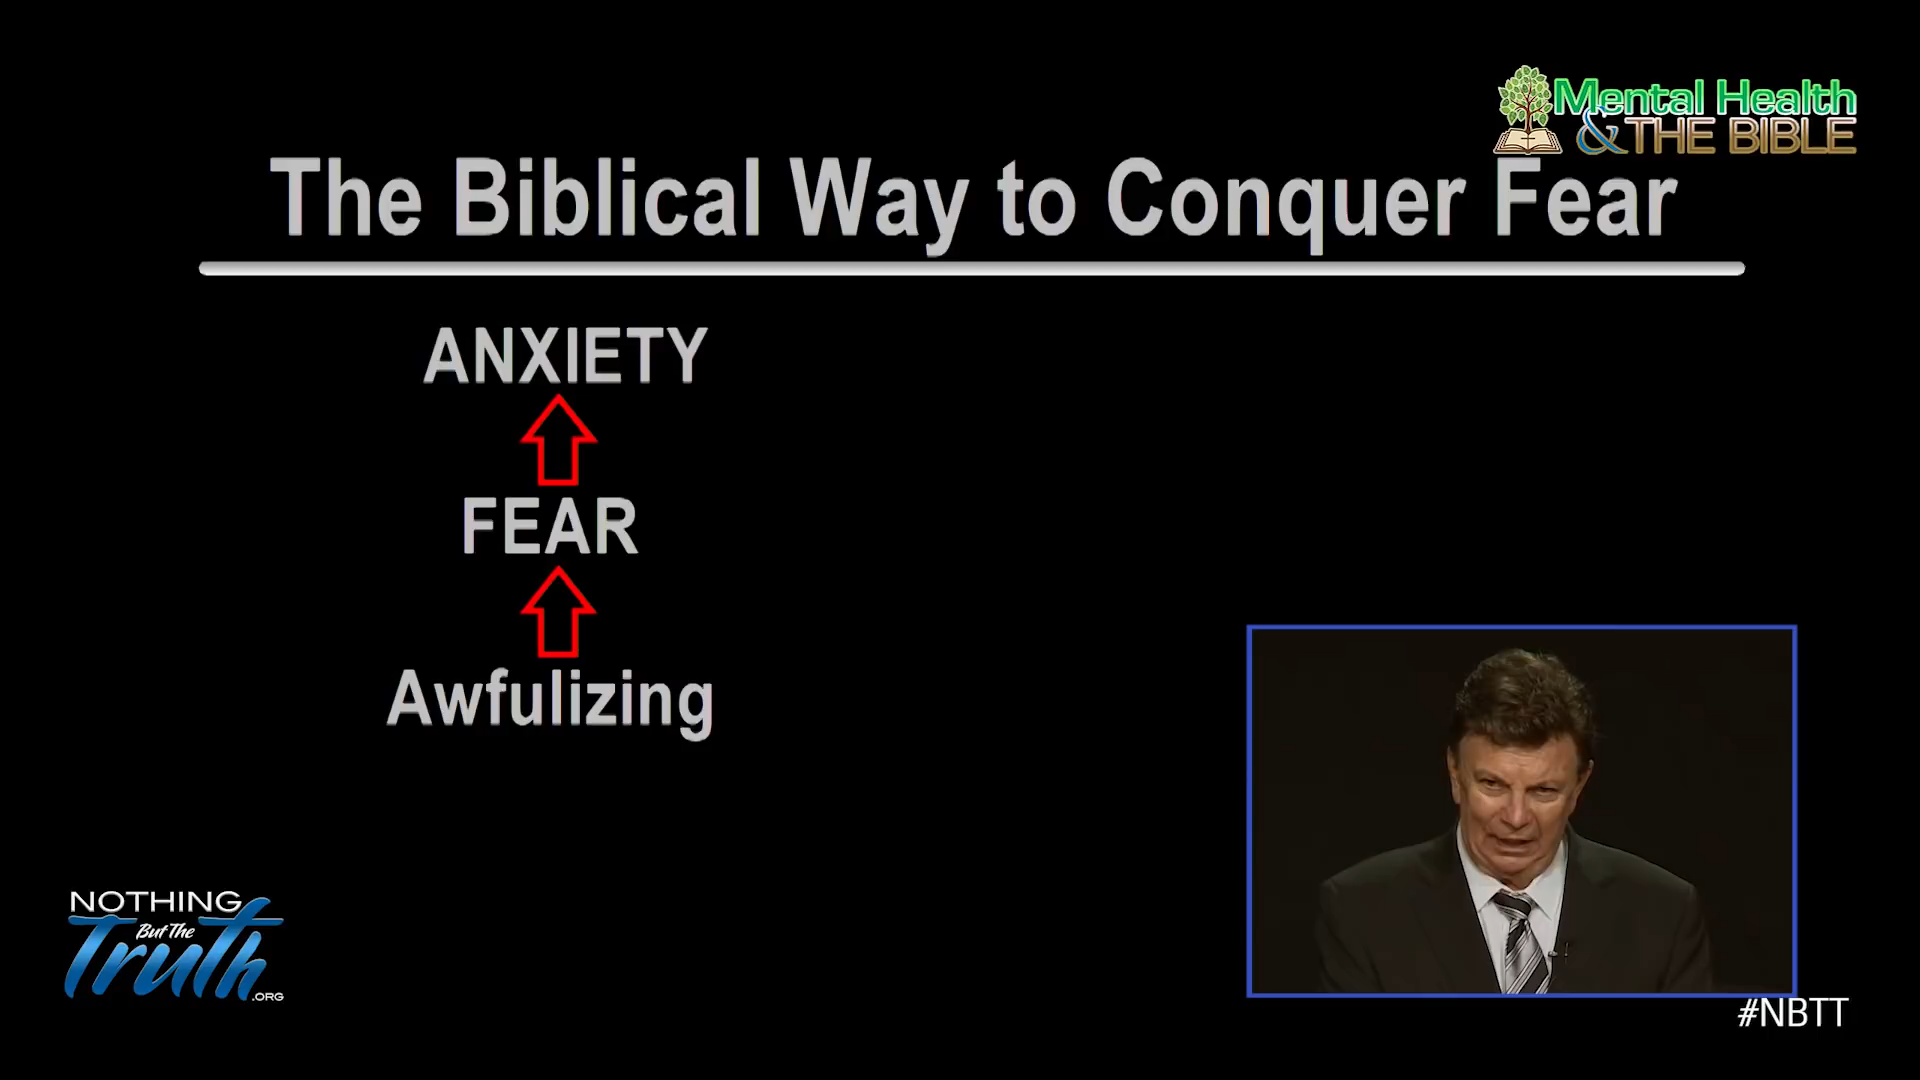 Mental Health
& THE BIBLE
The Biblical Way to Conquer Fear
ANXIETY
FEAR
Awfulizing
NOTHING
But The
Truth
.ORG
#NBTT